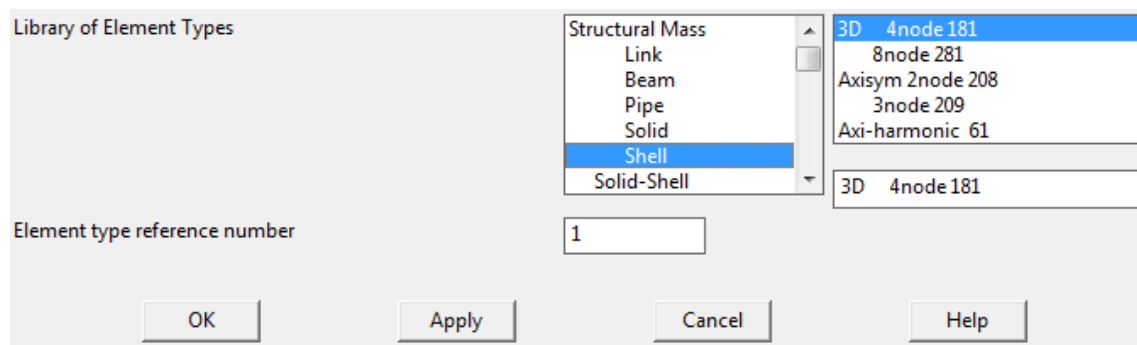 Library of Element Types
Structural Mass
Link
Beam
Pipe
Solid
Shell
Solid-Shell
3D 4node 181
8node 281
Axisym 2node 208
3node 209
Axi-harmonic 61
3D 4node 181
Element type reference number
1
OK
Apply
Cancel
Help